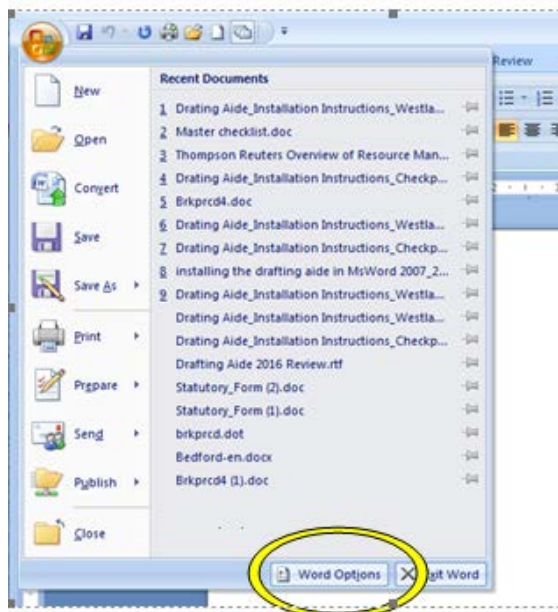 Review
New
Open
Convert
Save
Save As
Print
Prepare
Send
Publish
Close
Recent Documents
1 Drating Aide_Installation Instructions_Westla...
2 Master checklist.doc
3 Thompson Reuters Overview of Resource Man...
4 Drating Aide_Installation Instructions_Checkp...
5 Brkprcd4.doc
6 Drating Aide_Installation Instructions_Westla...
7 Drating Aide_Installation Instructions_Checkp...
8 installing the drafting aide in MsWord 2007_2...
9 Drating Aide_Installation Instructions_Westla...
Drating Aide_Installation Instructions_Westla...
Drating Aide_Installation Instructions_Checkp...
Drafting Aide 2016 Review.rtf
Statutory_Form (2).doc
Statutory_Form (1).doc
brkprcd.dot
Bedford-en.docx
Brkprcd4 (1).doc
Word Options
Exit Word